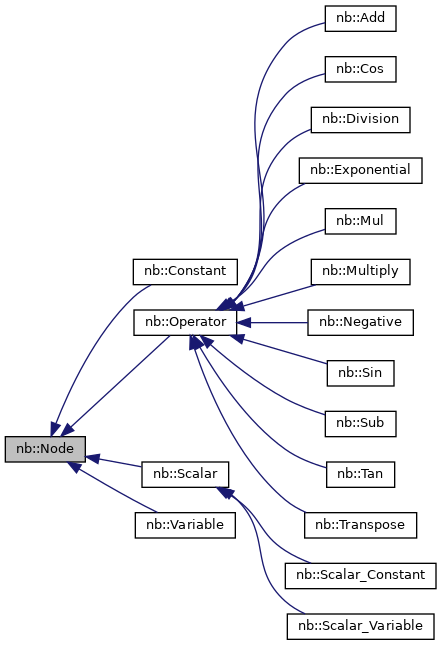 nb::Add
nb::Cos
nb::Division
nb::Exponential
nb::Mul
nb::Constant
nb::Multiply
nb::Operator
nb::Negative
nb::Sin
nb::Sub
nb::Node
nb::Scalar
nb::Tan
nb::Variable
nb::Transpose
nb::Scalar_Constant
nb::Scalar_Variable